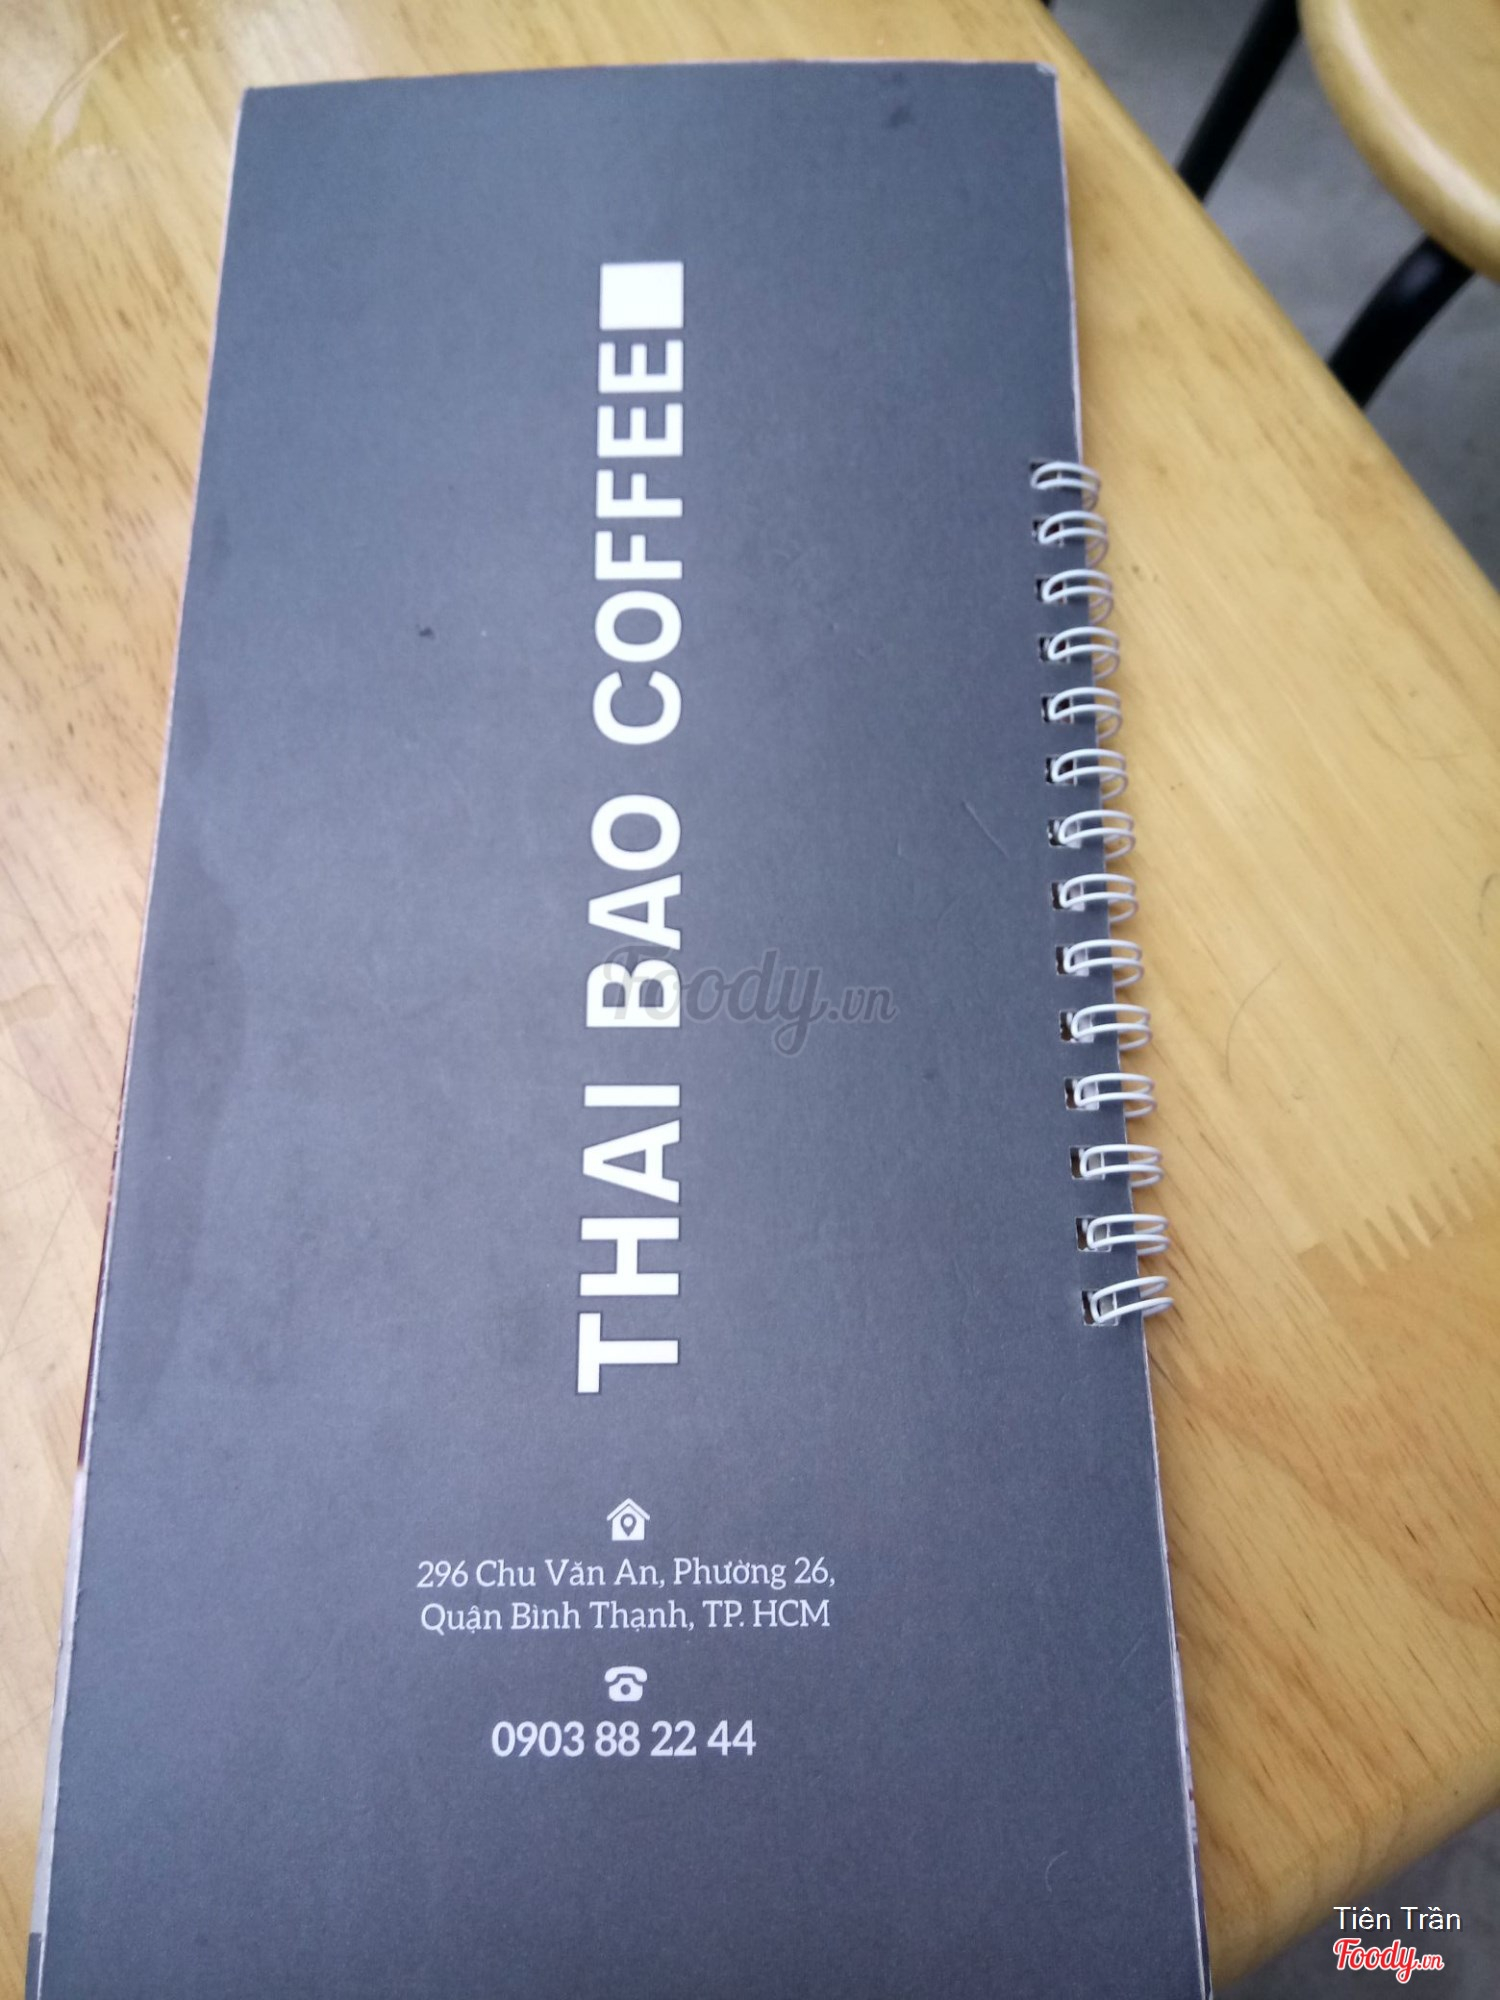 THAI BAO COFFEE
296 Chu Văn An, Phường 26,
Quận Bình Thạnh, TP. HCM
0903 88 22 44
Foody.vn
Tiên Trần
Foody.vn